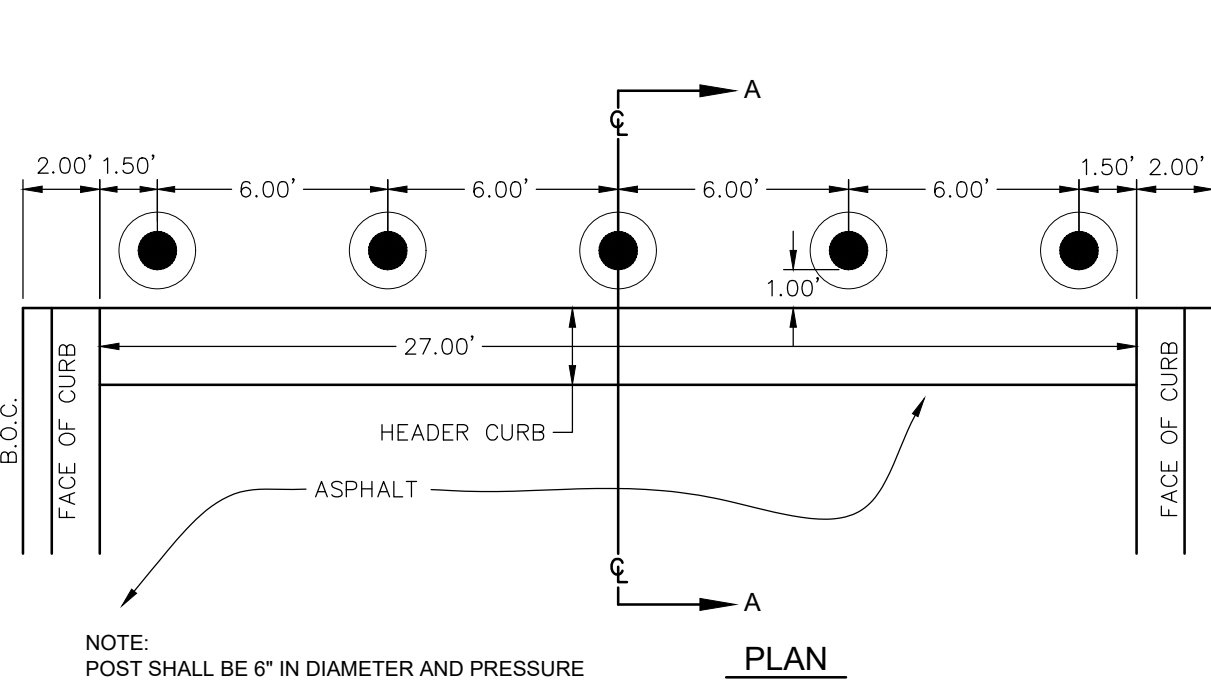 A
℄
2.00' 1.50' 6.00' 6.00' 6.00' 6.00' 1.50' 2.00'
1.00'
27.00'
B.O.C.
FACE OF CURB
FACE OF CURB
HEADER CURB
ASPHALT
℄
A
NOTE:
POST SHALL BE 6" IN DIAMETER AND PRESSURE
PLAN